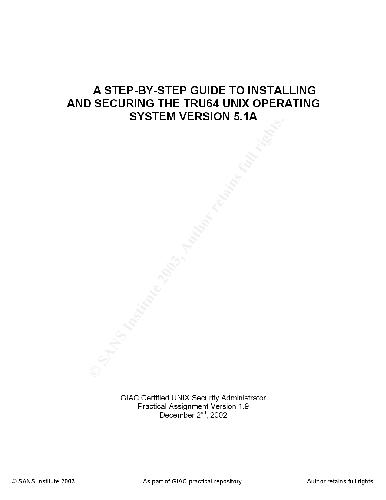 A STEP-BY-STEP GUIDE TO INSTALLING
AND SECURING THE TRU64 UNIX OPERATING
SYSTEM VERSION 5.1A
© SANS Institute 2003, Author retains full rights.
GIAC Certified UNIX Security Administrator
Practical Assignment Version 1.9
December 2nd, 2002
© SANS Institute 2003
As part of GIAC practical repository
Author retains full rights